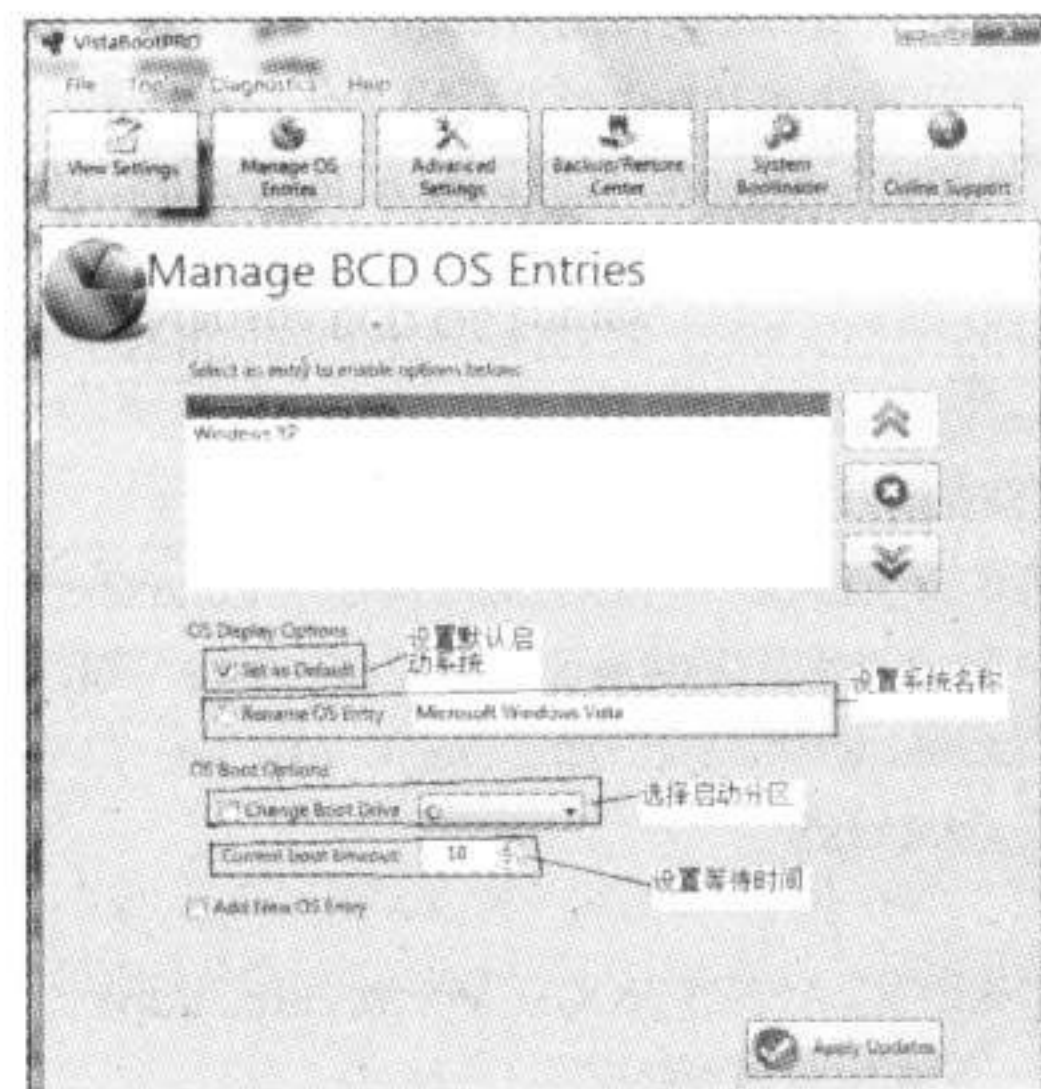 VistaBootPRO
File Tools Diagnostics Help
View Settings
Manage OS Entries
Advanced Settings
Backup/Restore Center
System Bootloader
Online Support
Manage BCD OS Entries
Select an entry to enable options below:
Microsoft Windows Vista
Windows XP
OS Display Options
设置默认启
动系统
Set as Default
设置系统名称
Rename OS Entry Microsoft Windows Vista
OS Boot Options
Change Boot Drive C:
选择启动分区
Current boot timeout: 10
设置等待时间
Add New OS Entry
Apply Updates